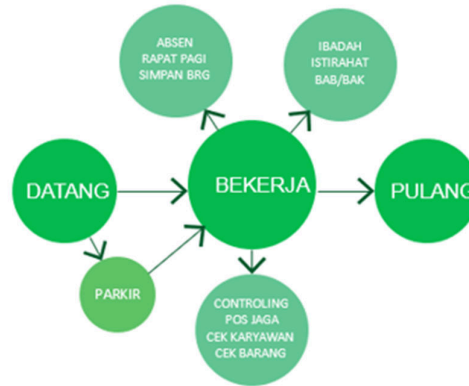 ABSEN
RAPAT PAGI
SIMPAN BRG
IBADAH
ISTIRAHAT
BAB/BAK
DATANG
BEKERJA
PULANG
PARKIR
CONTROLING
POS JAGA
CEK KARYAWAN
CEK BARANG